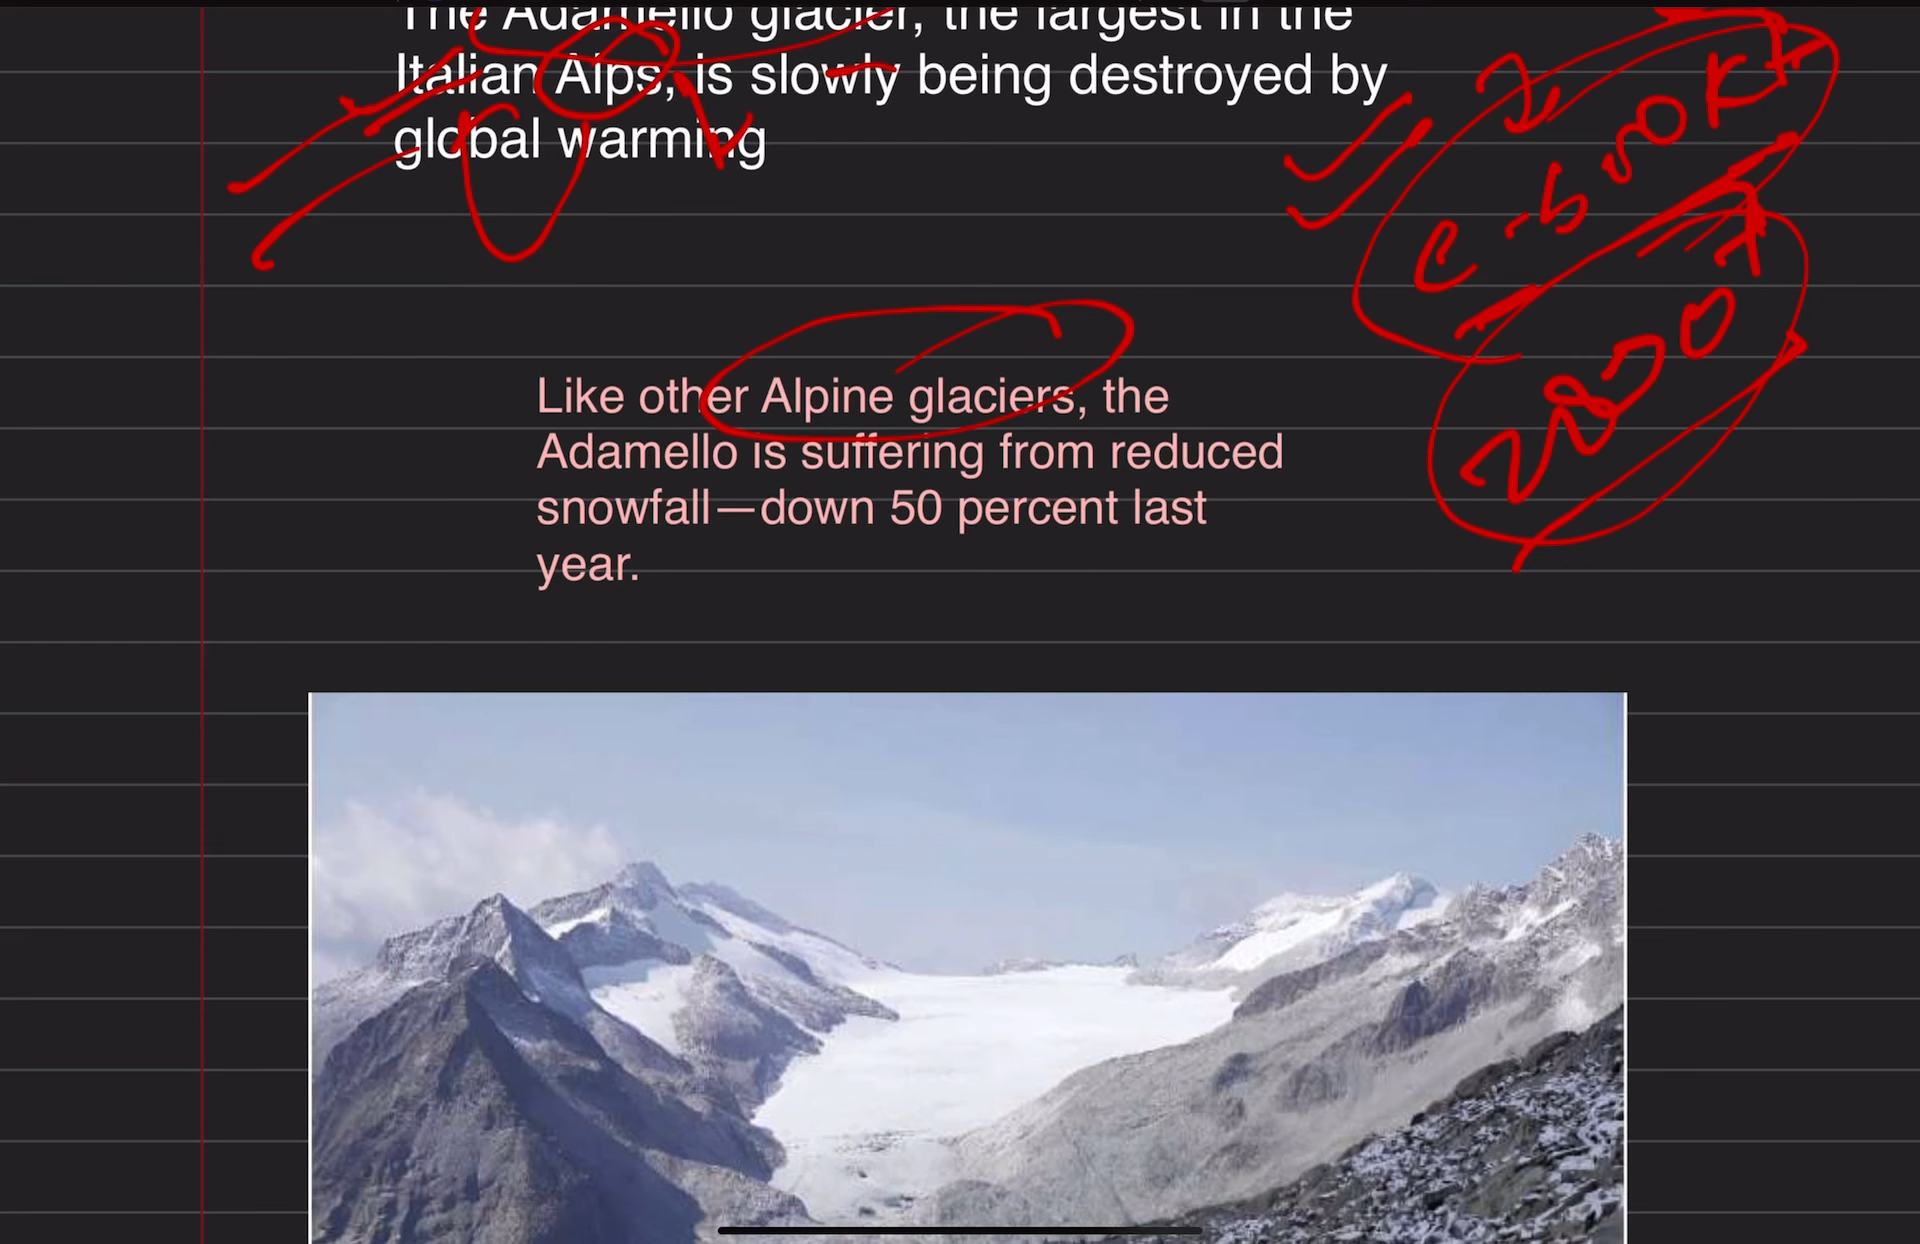 The Adamello glacier, the largest in the
Italian Alps, is slowly being destroyed by
global warming
e-book
Like other Alpine glaciers, the
Adamello is suffering from reduced
snowfall—down 50 percent last
year.